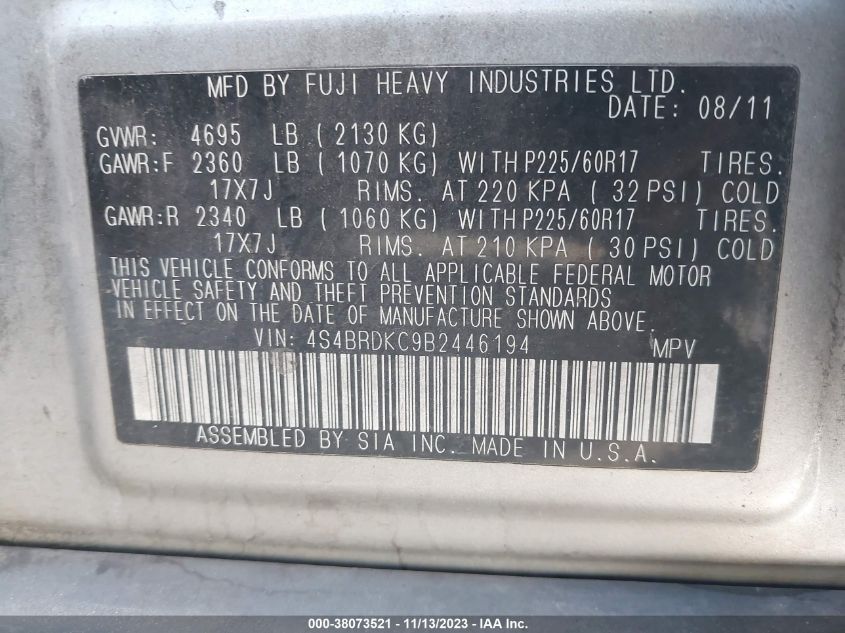 MFD BY FUJI HEAVY INDUSTRIES LTD.
DATE: 08/11
GVWR: 4695 LB ( 2130 KG)
GAWR:F 2360 LB ( 1070 KG) WITH P225/60R17 TIRES.
17X7J RIMS. AT 220 KPA ( 32 PSI) COLD
GAWR:R 2340 LB ( 1060 KG) WITH P225/60R17 TIRES.
17X7J RIMS. AT 210 KPA ( 30 PSI) COLD
THIS VEHICLE CONFORMS TO ALL APPLICABLE FEDERAL MOTOR
VEHICLE SAFETY AND THEFT PREVENTION STANDARDS
IN EFFECT ON THE DATE OF MANUFACTURE SHOWN ABOVE.
VIN: 4S4BRDKC9B2446194 MPV
ASSEMBLED BY SIA INC. MADE IN U.S.A.
000-38073521 - 11/13/2023 - IAA Inc.